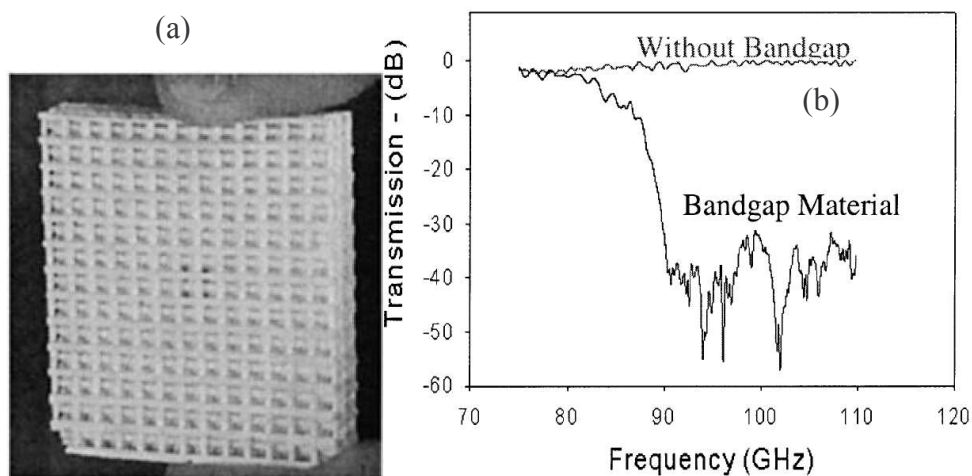 (a)
Transmission - (dB)
0
-10
-20
-30
-40
-50
-60
Without Bandgap
(b)
Bandgap Material
70
80
90
100
110
120
Frequency (GHz)